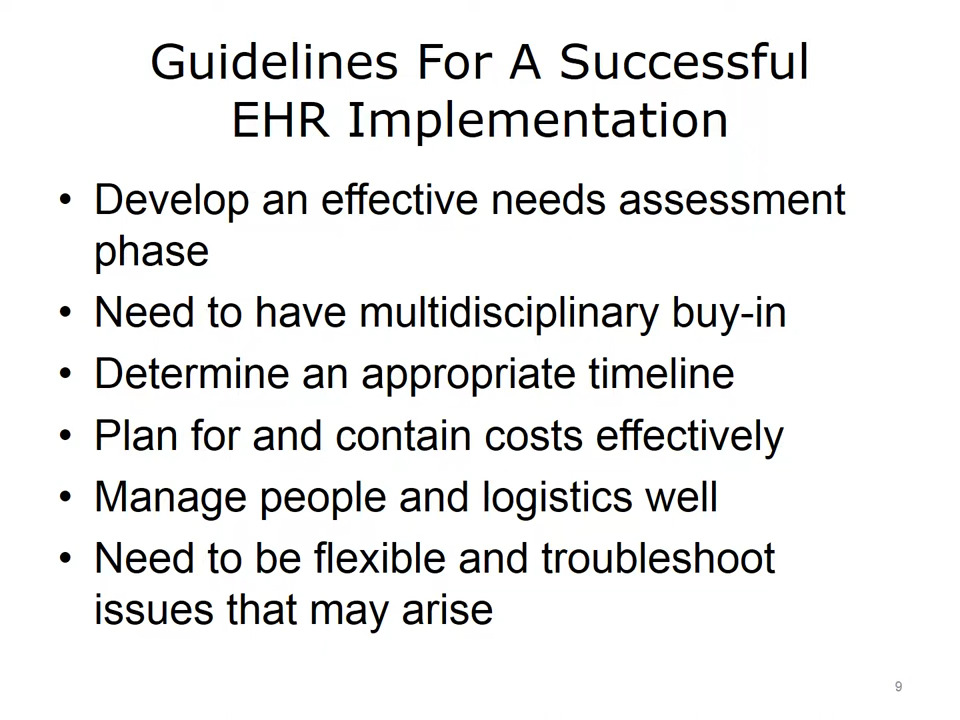 Guidelines For A Successful
EHR Implementation
• Develop an effective needs assessment
phase
• Need to have multidisciplinary buy-in
• Determine an appropriate timeline
• Plan for and contain costs effectively
• Manage people and logistics well
• Need to be flexible and troubleshoot
issues that may arise
9